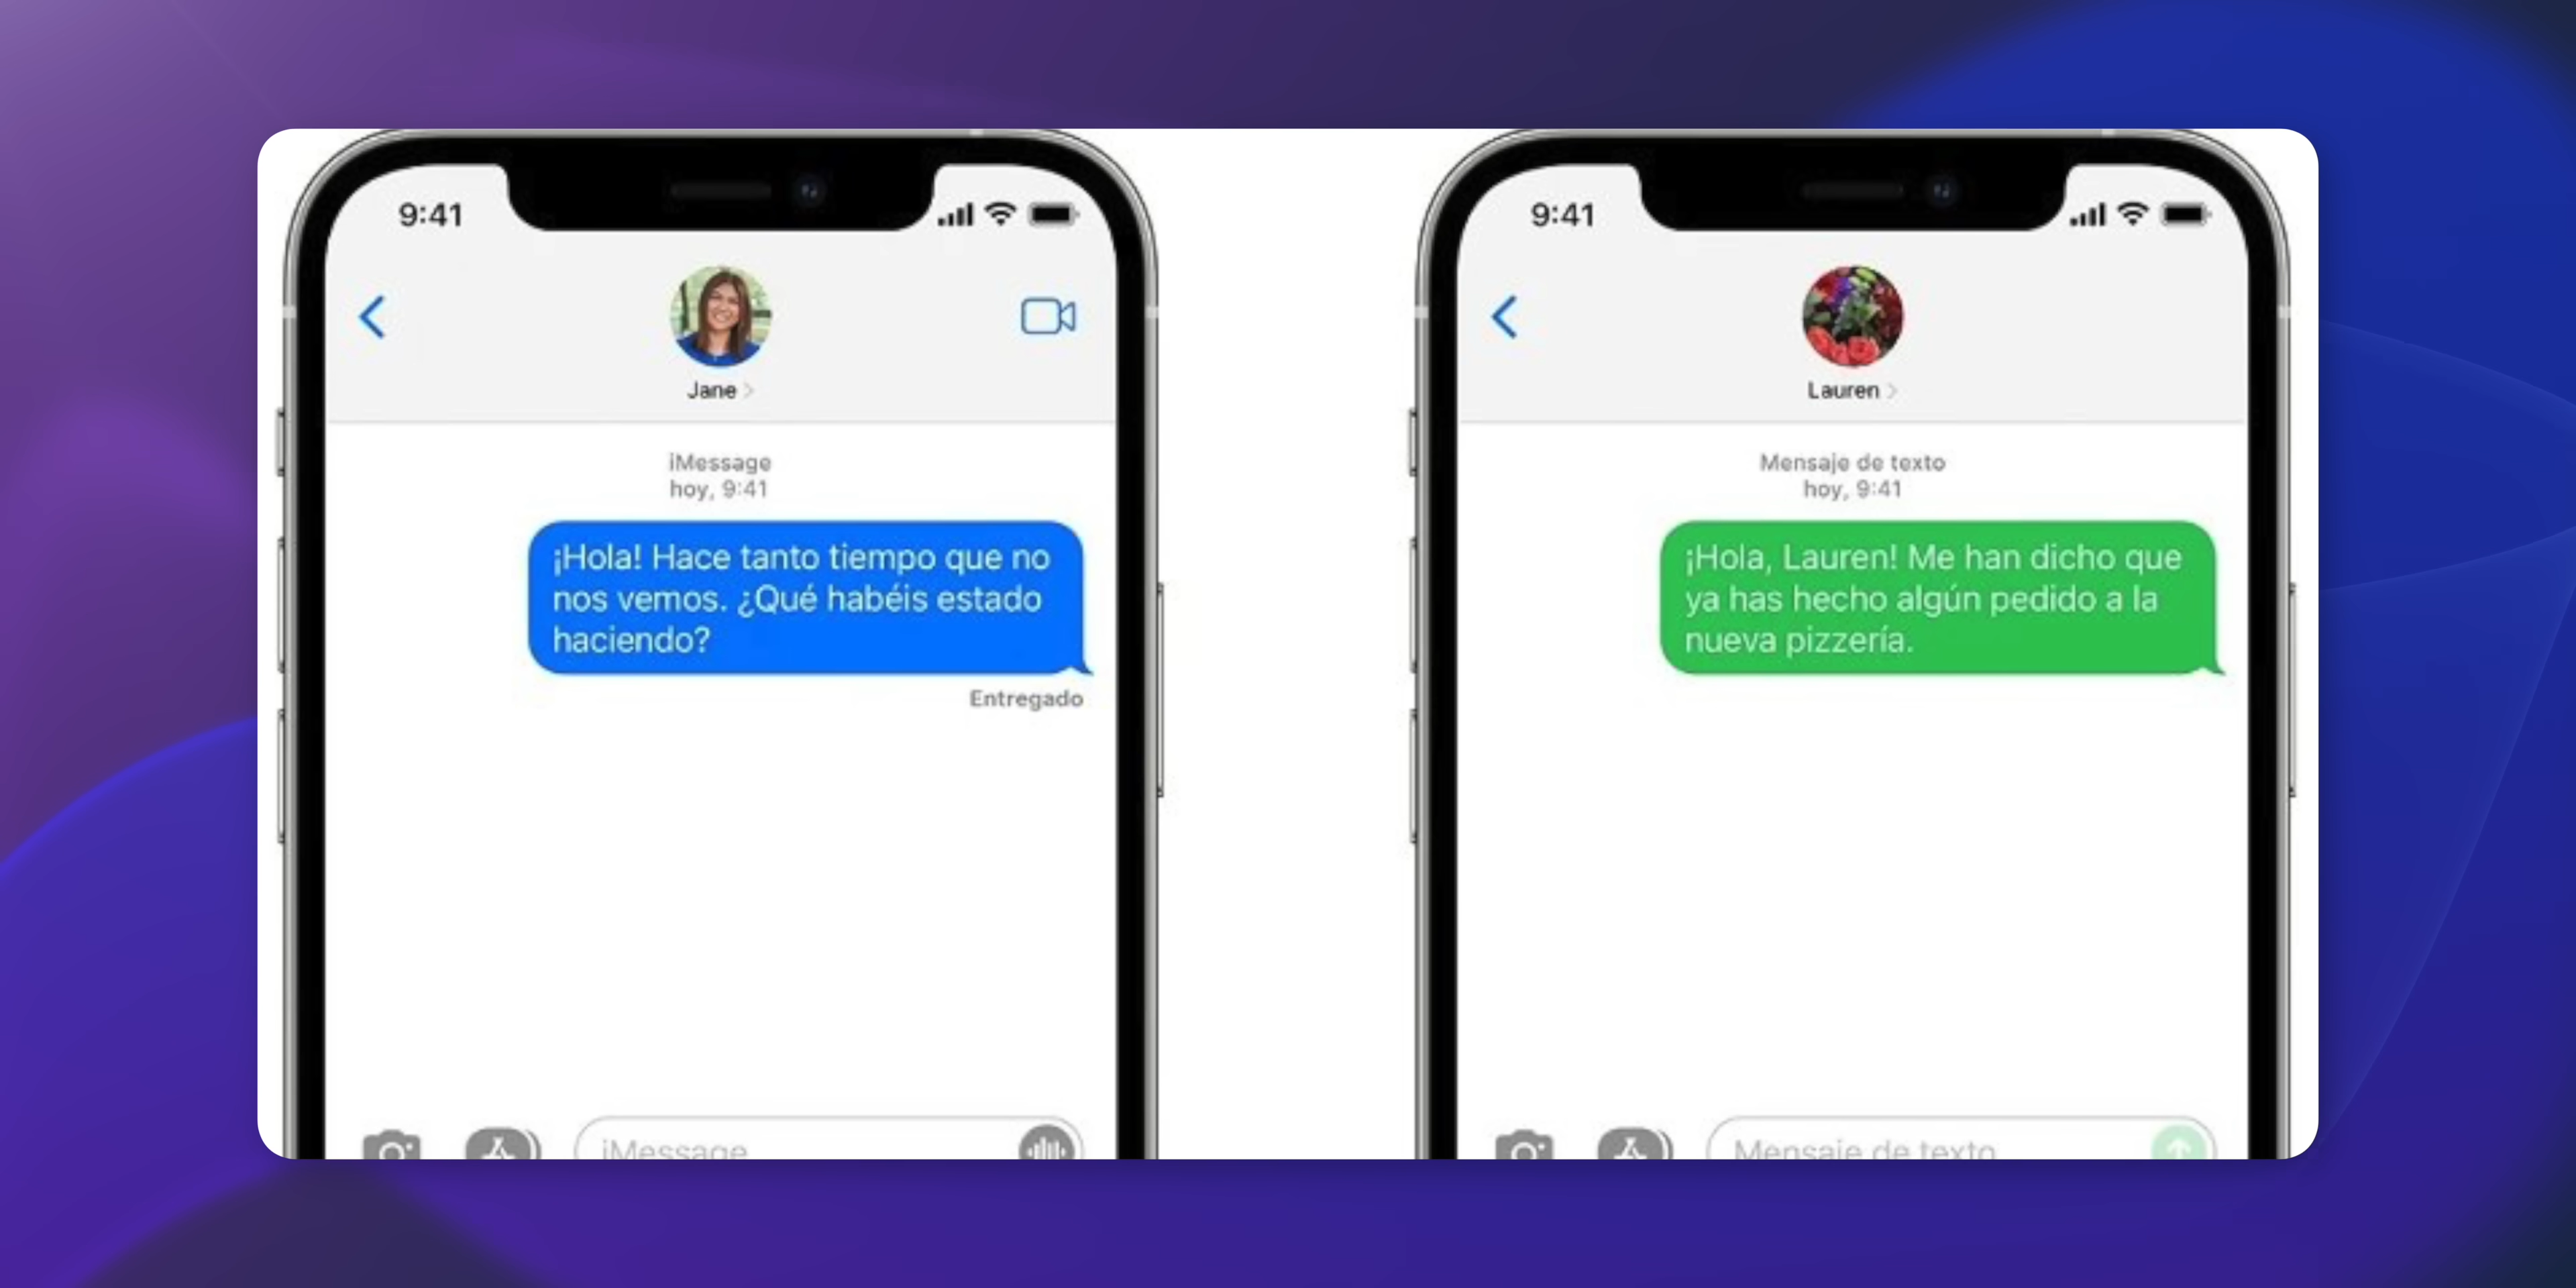 9:41
Jane
iMessage
hoy, 9:41
¡Hola! Hace tanto tiempo que no
nos vemos. ¿Qué habéis estado
haciendo?
Entregado
iMessage
9:41
Lauren
Mensaje de texto
hoy, 9:41
¡Hola, Lauren! Me han dicho que
ya has hecho algún pedido a la
nueva pizzería.
Mensaje de texto